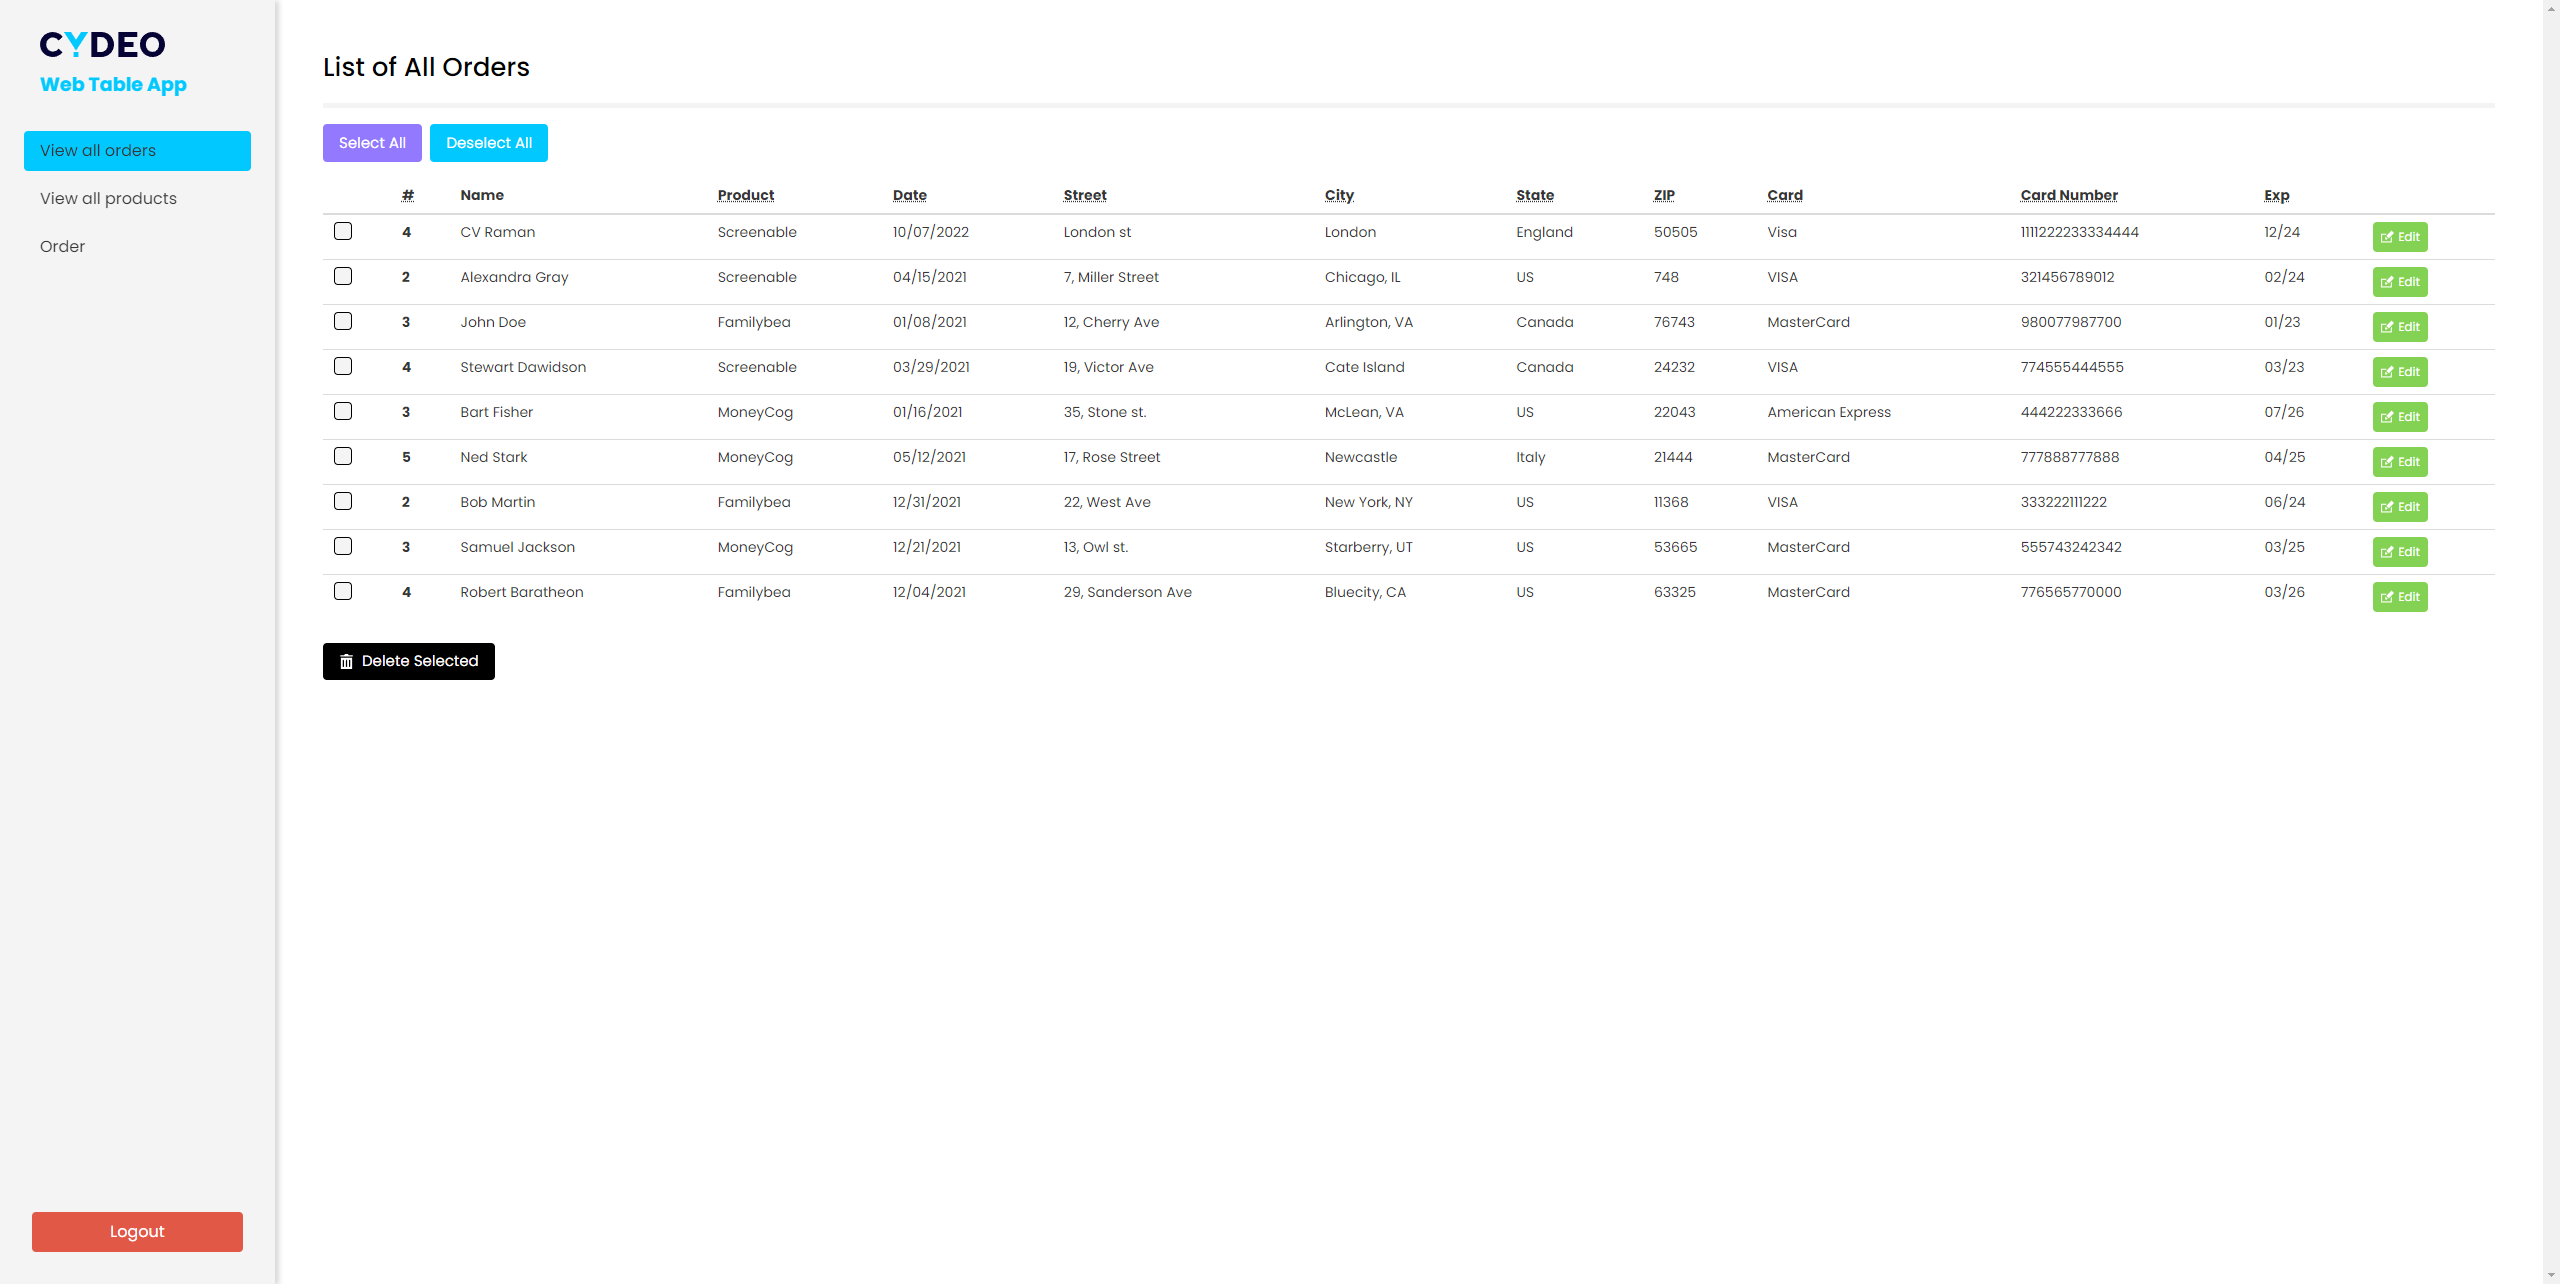 CYDEO
Web Table App
View all orders
View all products
Order
Logout
List of All Orders
Select All Deselect All
# Name Product Date Street City State ZIP Card Card Number Exp
4 CV Raman Screenable 10/07/2022 London st London England 50505 Visa 1111222233334444 12/24 Edit
2 Alexandra Gray Screenable 04/15/2021 7, Miller Street Chicago, IL US 748 VISA 321456789012 02/24 Edit
3 John Doe Familybea 01/08/2021 12, Cherry Ave Arlington, VA Canada 76743 MasterCard 980077987700 01/23 Edit
4 Stewart Dawidson Screenable 03/29/2021 19, Victor Ave Cate Island Canada 24232 VISA 774555444555 03/23 Edit
3 Bart Fisher MoneyCog 01/16/2021 35, Stone st. McLean, VA US 22043 American Express 444222333666 07/26 Edit
5 Ned Stark MoneyCog 05/12/2021 17, Rose Street Newcastle Italy 21444 MasterCard 777888777888 04/25 Edit
2 Bob Martin Familybea 12/31/2021 22, West Ave New York, NY US 11368 VISA 333222111222 06/24 Edit
3 Samuel Jackson MoneyCog 12/21/2021 13, Owl st. Starberry, UT US 53665 MasterCard 555743242342 03/25 Edit
4 Robert Baratheon Familybea 12/04/2021 29, Sanderson Ave Bluecity, CA US 63325 MasterCard 776565770000 03/26 Edit
Delete Selected